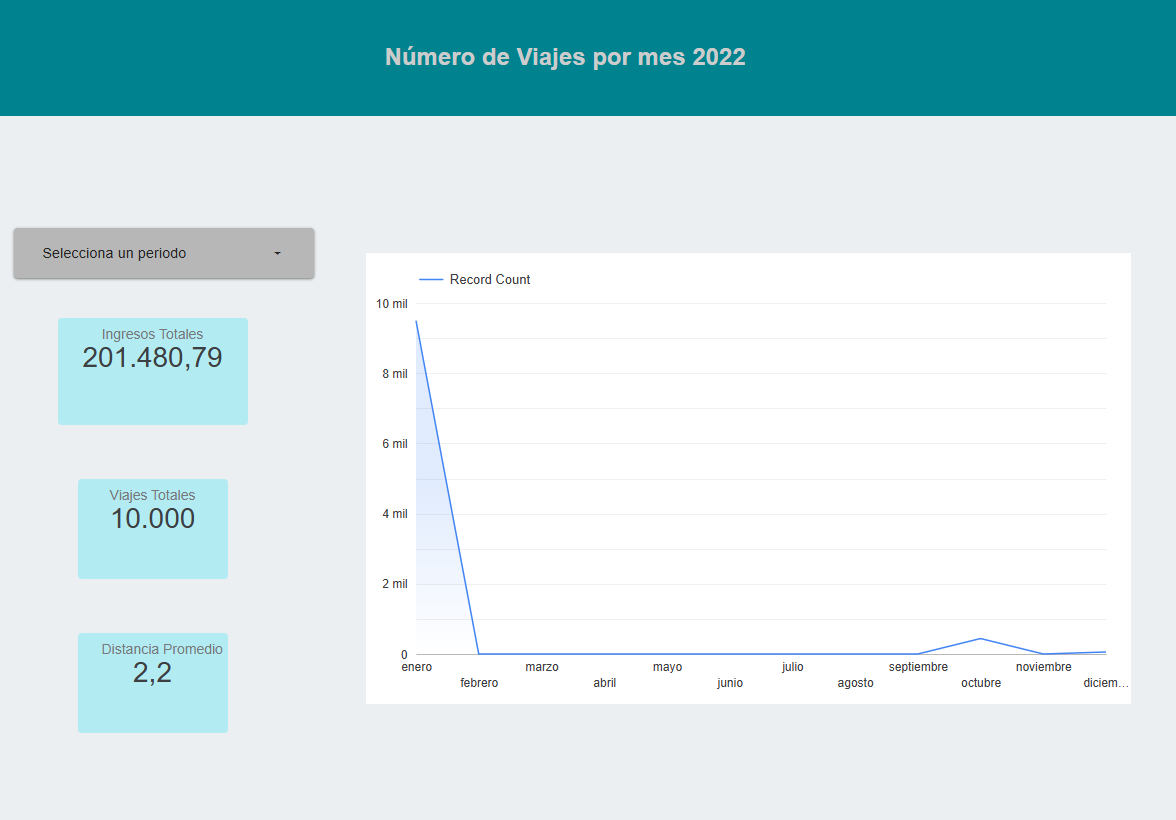 Número de Viajes por mes 2022
Selecciona un periodo
Ingresos Totales
201.480,79
Viajes Totales
10.000
Distancia Promedio
2,2
Record Count
10 mil
8 mil
6 mil
4 mil
2 mil
0
enero
febrero
marzo
abril
mayo
junio
julio
agosto
septiembre
octubre
noviembre
diciem…